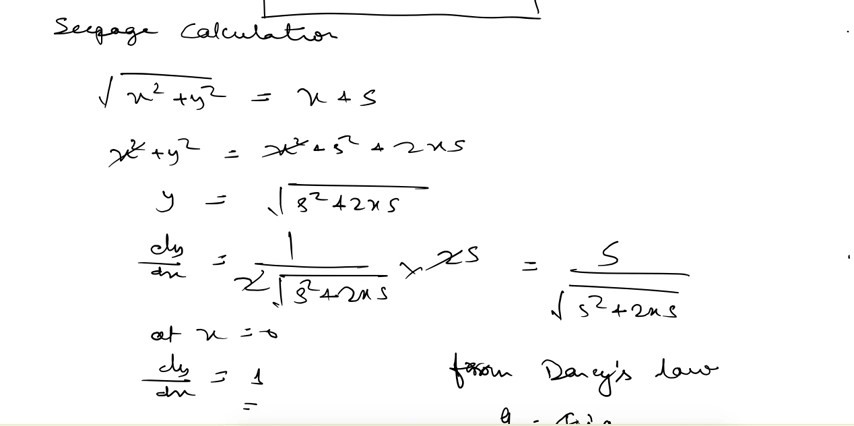 Seepage Calculation
√(x² + y²) = x + s
x² + y² = x² + s² + 2xs
y = √(s² + 2xs)
dy/dx = 1/(2√(s² + 2xs)) × 2s = s/√(s² + 2xs)
at x = 0
dy/dx = 1
from Darcy's law